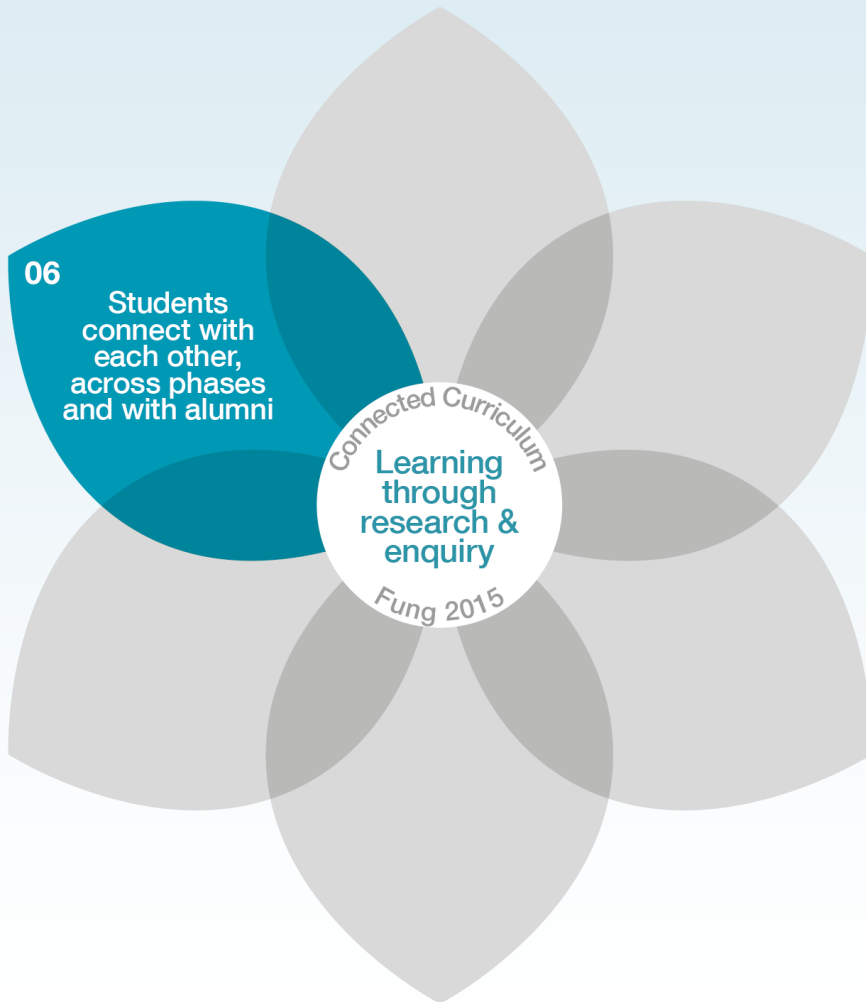 06
Students
connect with
each other,
across phases
and with alumni
Connected Curriculum
Learning
through
research &
enquiry
Fung 2015